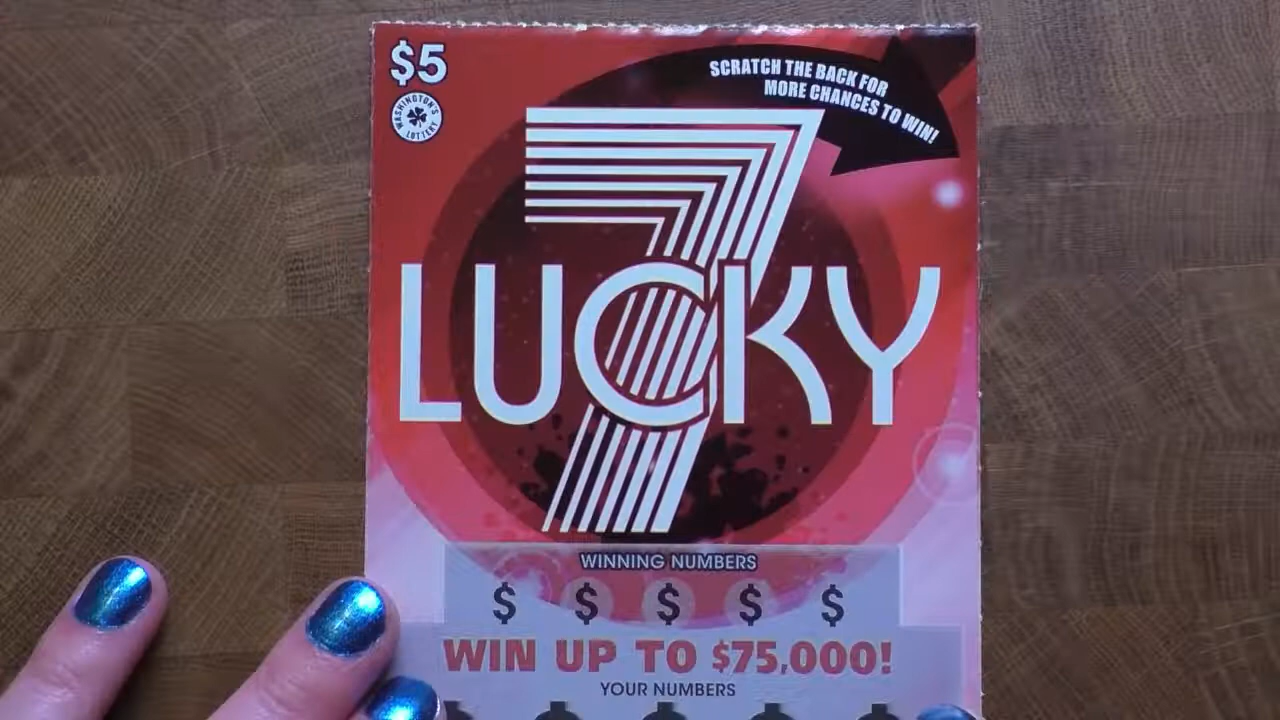 $5
WASHINGTON'S LOTTERY
SCRATCH THE BACK FOR
MORE CHANCES TO WIN!
7
LUCKY
WINNING NUMBERS
$ $ $ $ $
WIN UP TO $75,000!
YOUR NUMBERS